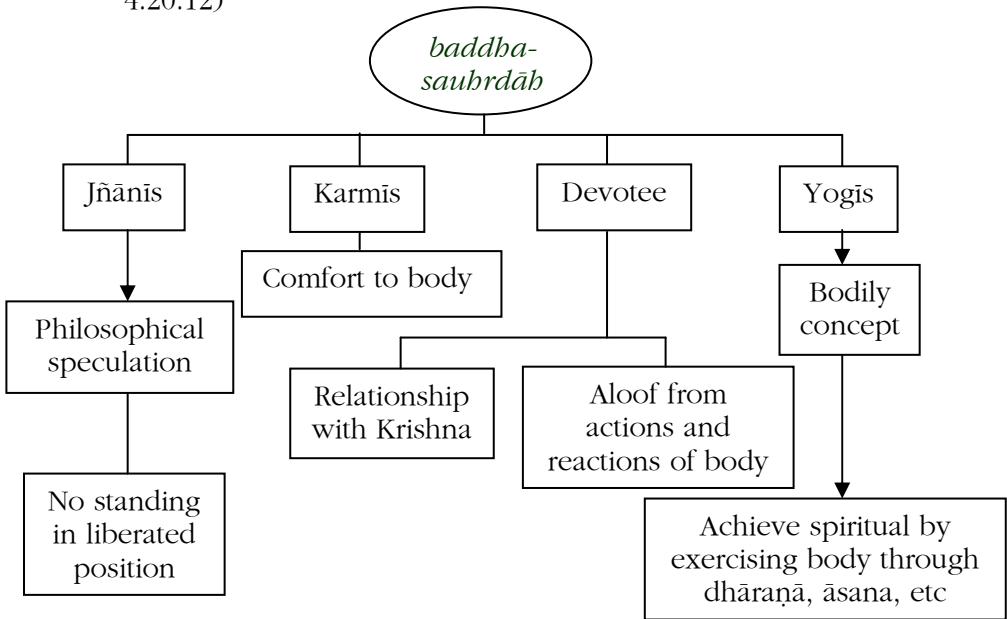 4.20.12)
baddha-
sauhrdāh
Jñānīs
Karmīs
Devotee
Yogīs
Comfort to body
Bodily
concept
Philosophical
speculation
Relationship
with Krishna
Aloof from
actions and
reactions of body
No standing
in liberated
position
Achieve spiritual by
exercising body through
dhāraṇā, āsana, etc